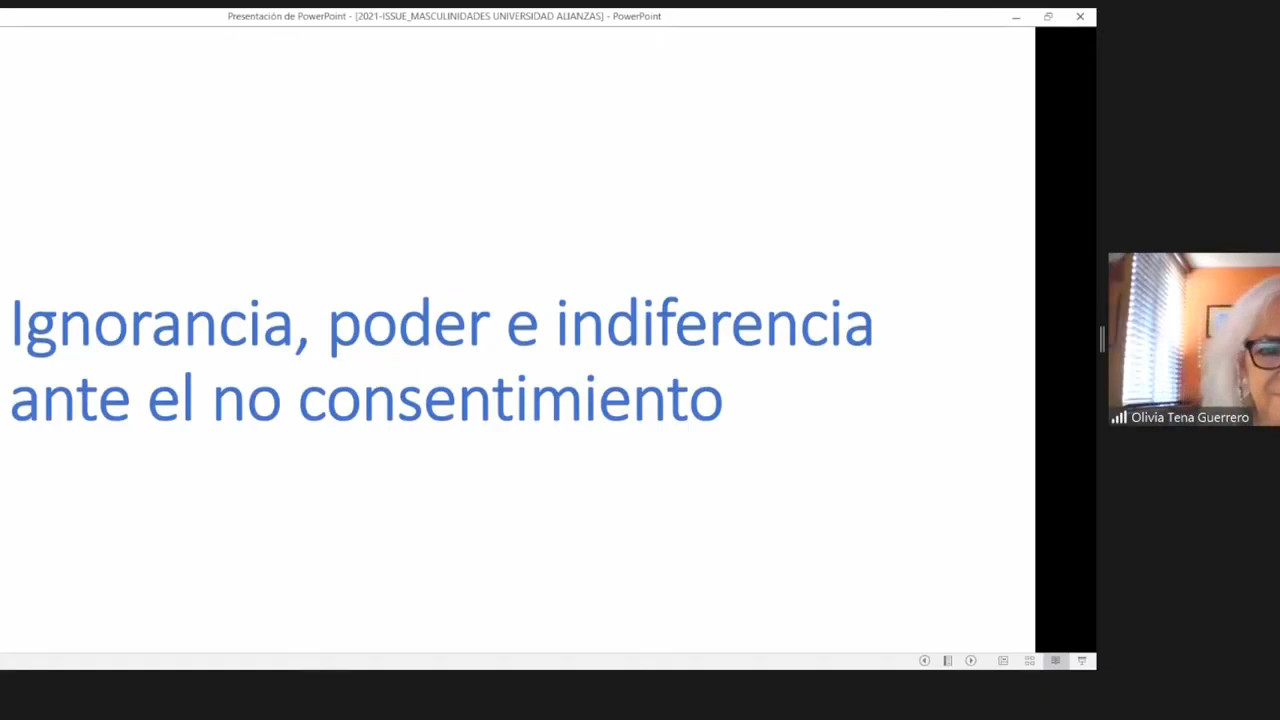 Presentación de PowerPoint - [2021-ISSUE_MASCULINIDADES UNIVERSIDAD ALIANZAS] - PowerPoint
Ignorancia, poder e indiferencia
ante el no consentimiento
Olivia Tena Guerrero